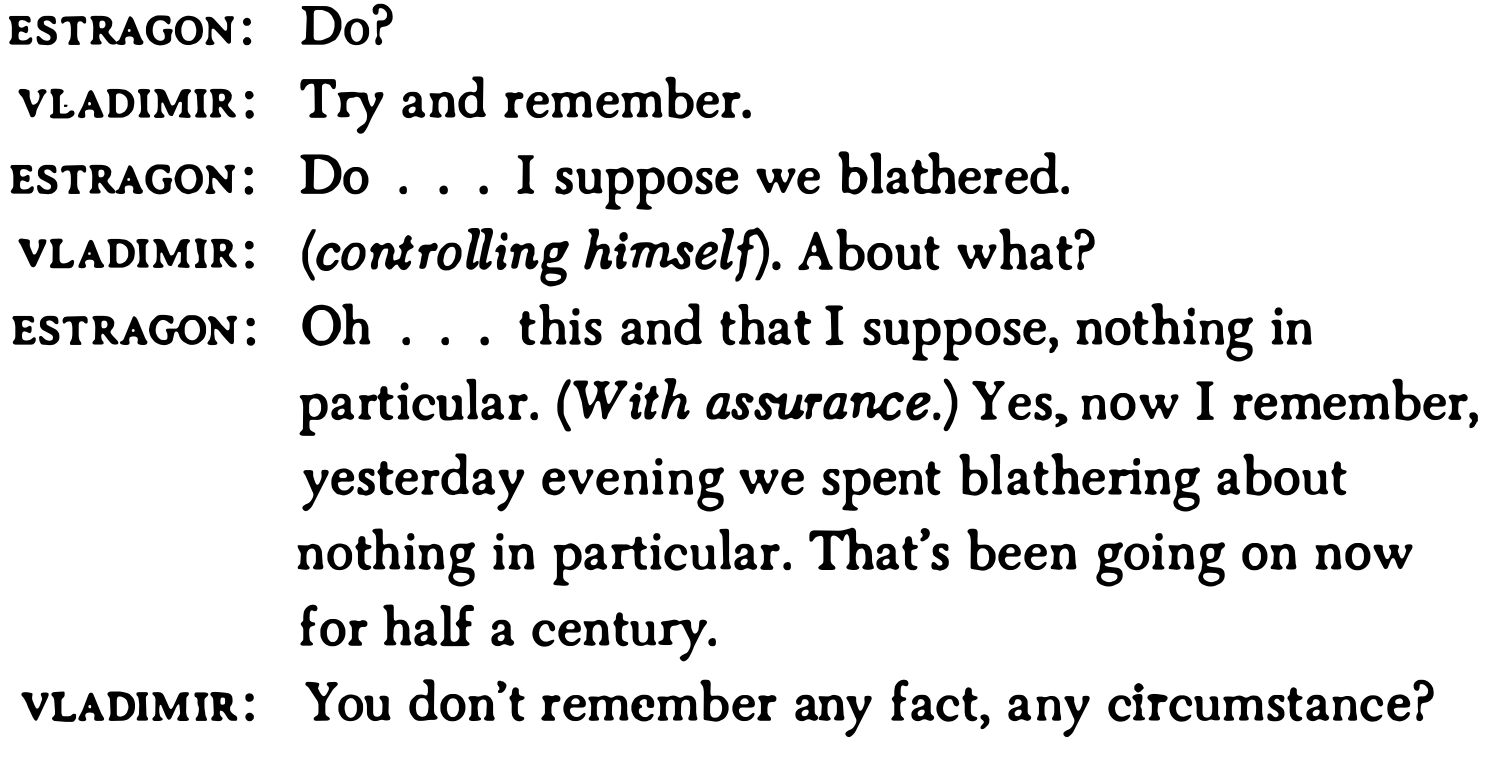 ESTRAGON: Do?
VLADIMIR: Try and remember.
ESTRAGON: Do . . . I suppose we blathered.
VLADIMIR: (controlling himself). About what?
ESTRAGON: Oh . . . this and that I suppose, nothing in
particular. (With assurance.) Yes, now I remember,
yesterday evening we spent blathering about
nothing in particular. That's been going on now
for half a century.
VLADIMIR: You don't remember any fact, any circumstance?